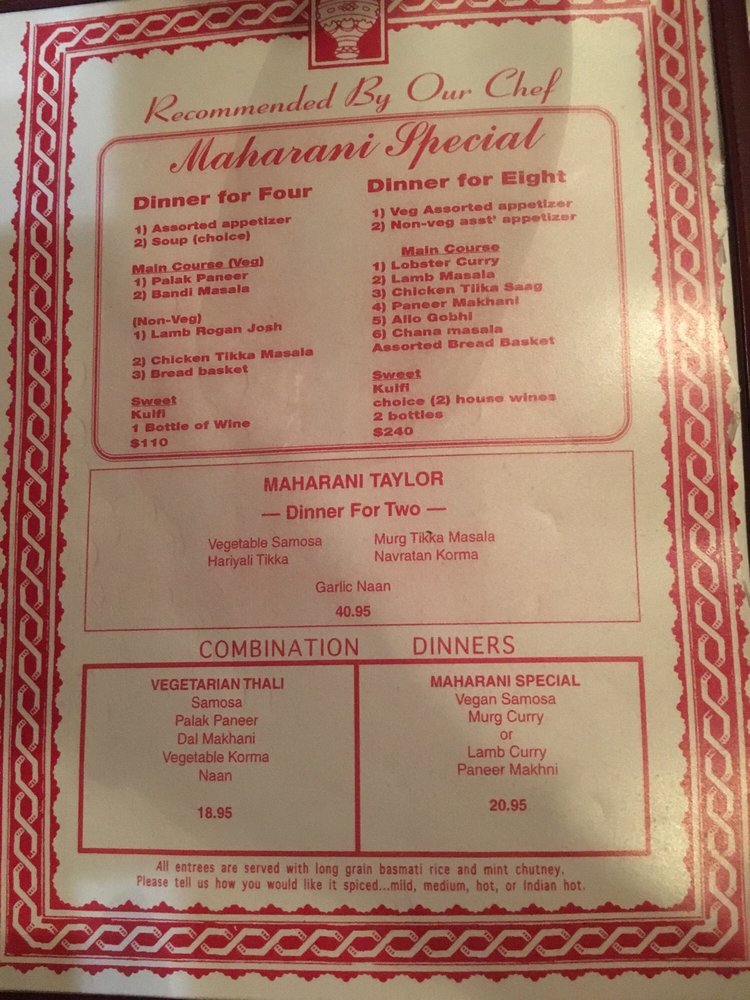 Recommended By Our Chef
Maharani Special
Dinner for Four
1) Assorted appetizer
2) Soup (choice)
Main Course (Veg)
1) Palak Paneer
2) Bandi Masala
(Non-Veg)
1) Lamb Rogan Josh
2) Chicken Tikka Masala
3) Bread basket
Sweet
Kulfi
1 Bottle of Wine
$110
Dinner for Eight
1) Veg Assorted appetizer
2) Non-veg asst' appetizer
Main Course
1) Lobster Curry
2) Lamb Masala
3) Chicken Tiika Saag
4) Paneer Makhani
5) Allo Gobhi
6) Chana masala
Assorted Bread Basket
Sweet
Kulfi
choice (2) house wines
2 bottles
$240
MAHARANI TAYLOR
— Dinner For Two —
Vegetable Samosa
Hariyali Tikka
Murg Tikka Masala
Navratan Korma
Garlic Naan
40.95
COMBINATION DINNERS
VEGETARIAN THALI
Samosa
Palak Paneer
Dal Makhani
Vegetable Korma
Naan
18.95
MAHARANI SPECIAL
Vegan Samosa
Murg Curry
or
Lamb Curry
Paneer Makhni
20.95
All entrees are served with long grain basmati rice and mint chutney.
Please tell us how you would like it spiced...mild, medium, hot, or Indian hot.